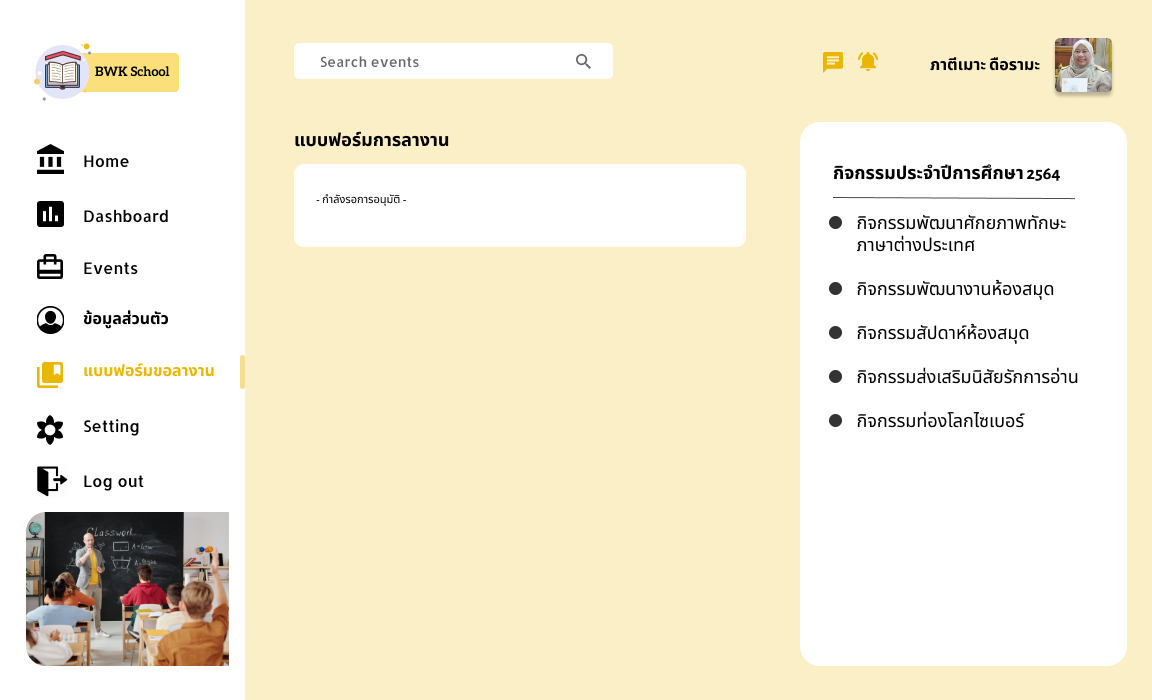 BWK School
Search events
ภาตีเมาะ ดือรามะ
Home
Dashboard
Events
ข้อมูลส่วนตัว
แบบฟอร์มขอลางาน
Setting
Log out
Classwork
แบบฟอร์มการลางาน
- กำลังรอการอนุมัติ -
กิจกรรมประจำปีการศึกษา 2564
กิจกรรมพัฒนาศักยภาพทักษะ
ภาษาต่างประเทศ
กิจกรรมพัฒนางานห้องสมุด
กิจกรรมสัปดาห์ห้องสมุด
กิจกรรมส่งเสริมนิสัยรักการอ่าน
กิจกรรมท่องโลกไซเบอร์